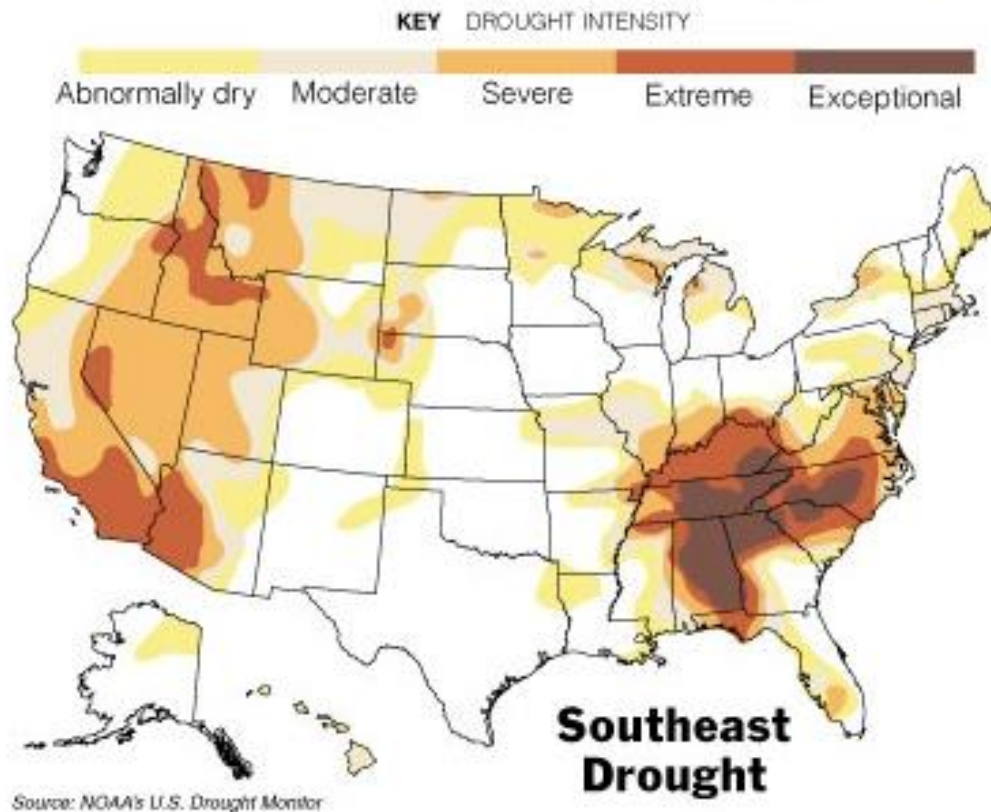 KEY DROUGHT INTENSITY
Abnormally dry Moderate Severe Extreme Exceptional
Southeast
Drought
Source: NOAA's U.S. Drought Monitor